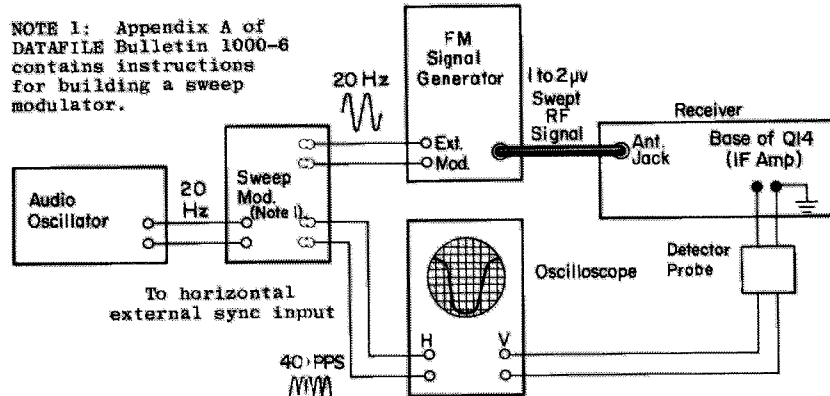 NOTE 1: Appendix A of
DATAFILE Bulletin 1000-6
contains instructions
for building a sweep
modulator.
20 Hz
FM
Signal
Generator
Ext.
Mod.
1 to 2 μv
Swept
RF
Signal
Receiver
Ant.
Jack
Base of Q14
(IF Amp)
Audio
Oscillator
20
Hz
Sweep
Mod.
(Note 1)
To horizontal
external sync input
40 PPS
H
V
Oscilloscope
Detector
Probe